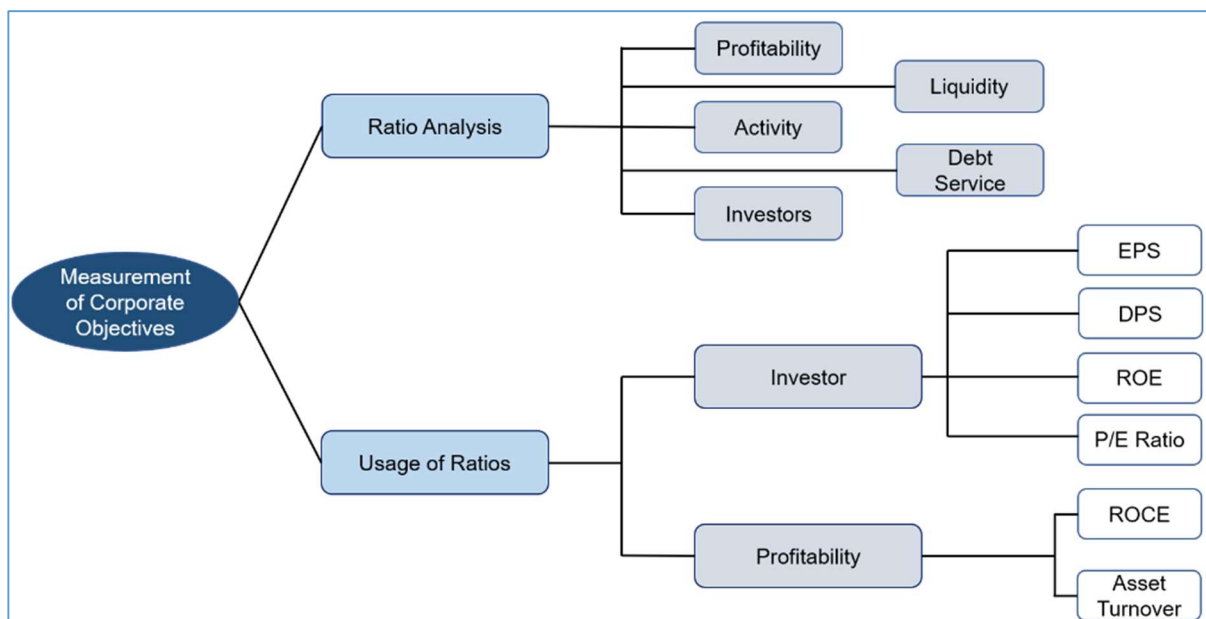 Measurement
of Corporate
Objectives
Ratio Analysis
Profitability
Liquidity
Activity
Debt
Service
Investors
Usage of Ratios
Investor
EPS
DPS
ROE
P/E Ratio
Profitability
ROCE
Asset
Turnover